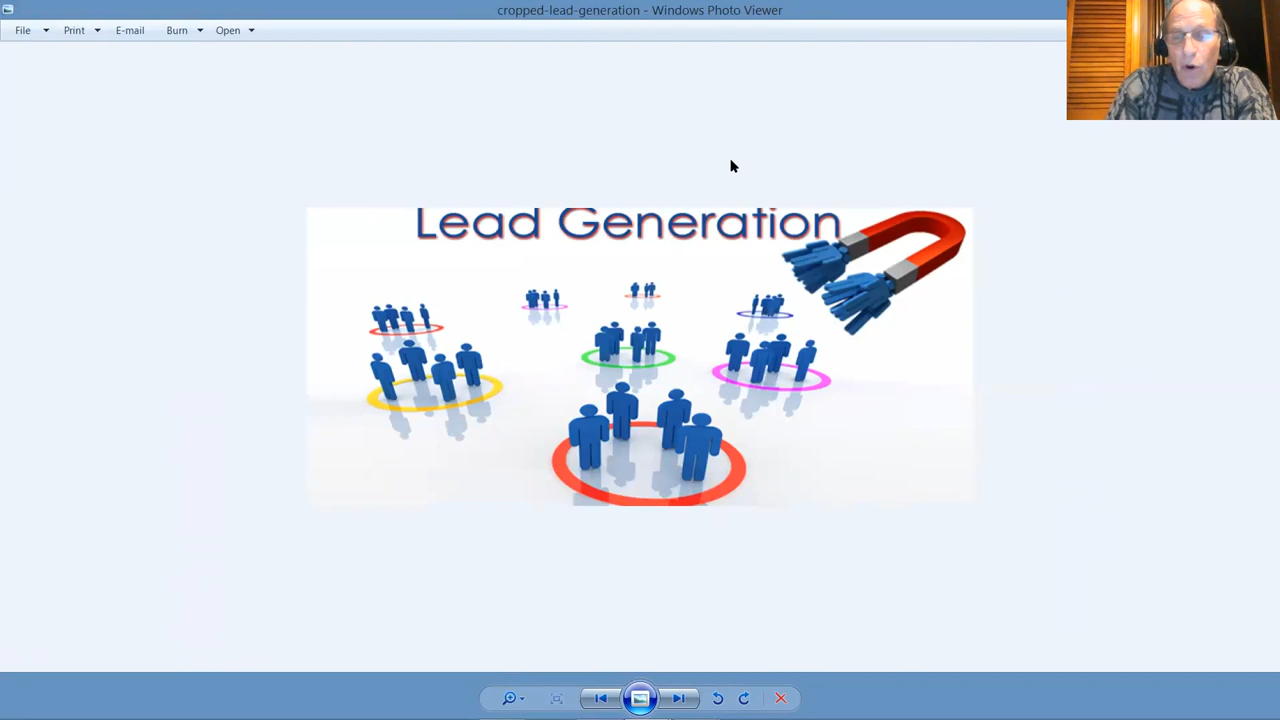 cropped-lead-generation - Windows Photo Viewer
File Print E-mail Burn Open
Lead Generation